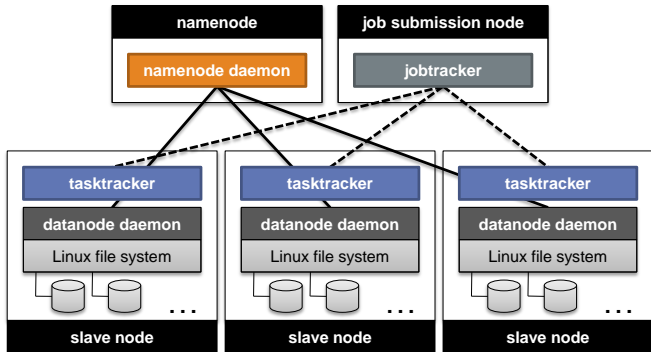 namenode
job submission node
namenode daemon
jobtracker
tasktracker
tasktracker
tasktracker
datanode daemon
datanode daemon
datanode daemon
Linux file system
Linux file system
Linux file system
...
...
...
slave node
slave node
slave node